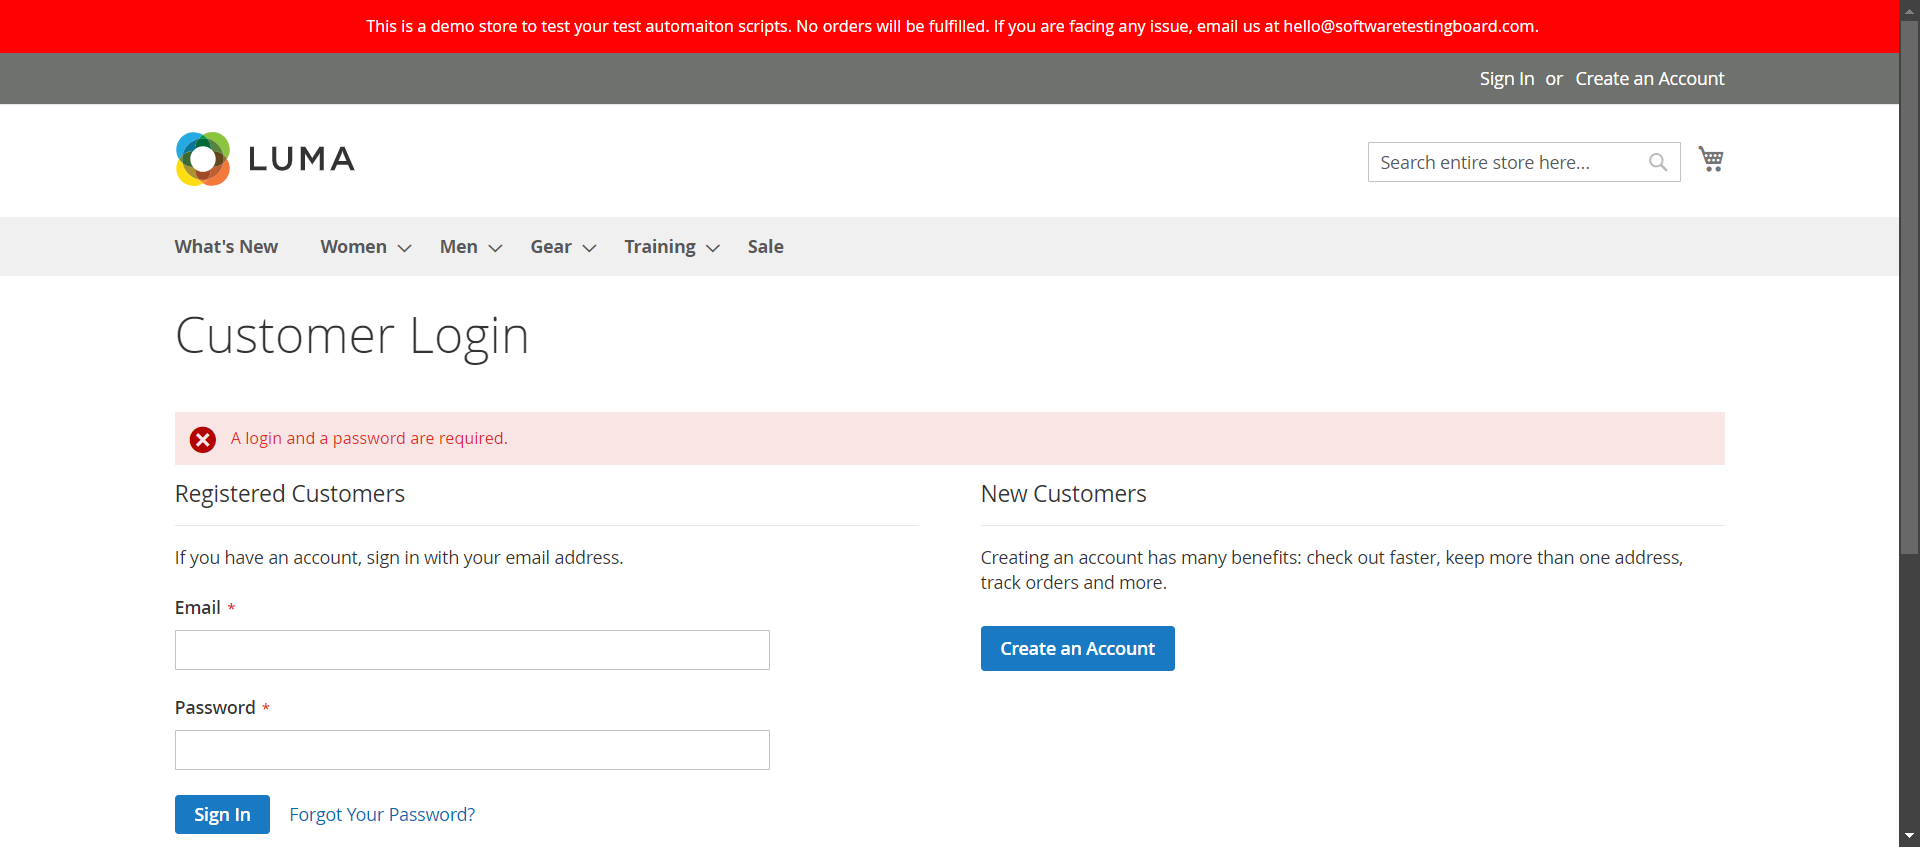 This is a demo store to test your test automaiton scripts. No orders will be fulfilled. If you are facing any issue, email us at hello@softwaretestingboard.com.
Sign In or Create an Account
LUMA
Search entire store here...
What's New Women Men Gear Training Sale
Customer Login
A login and a password are required.
Registered Customers
If you have an account, sign in with your email address.
Email *
Password *
Sign In Forgot Your Password?
New Customers
Creating an account has many benefits: check out faster, keep more than one address,
track orders and more.
Create an Account